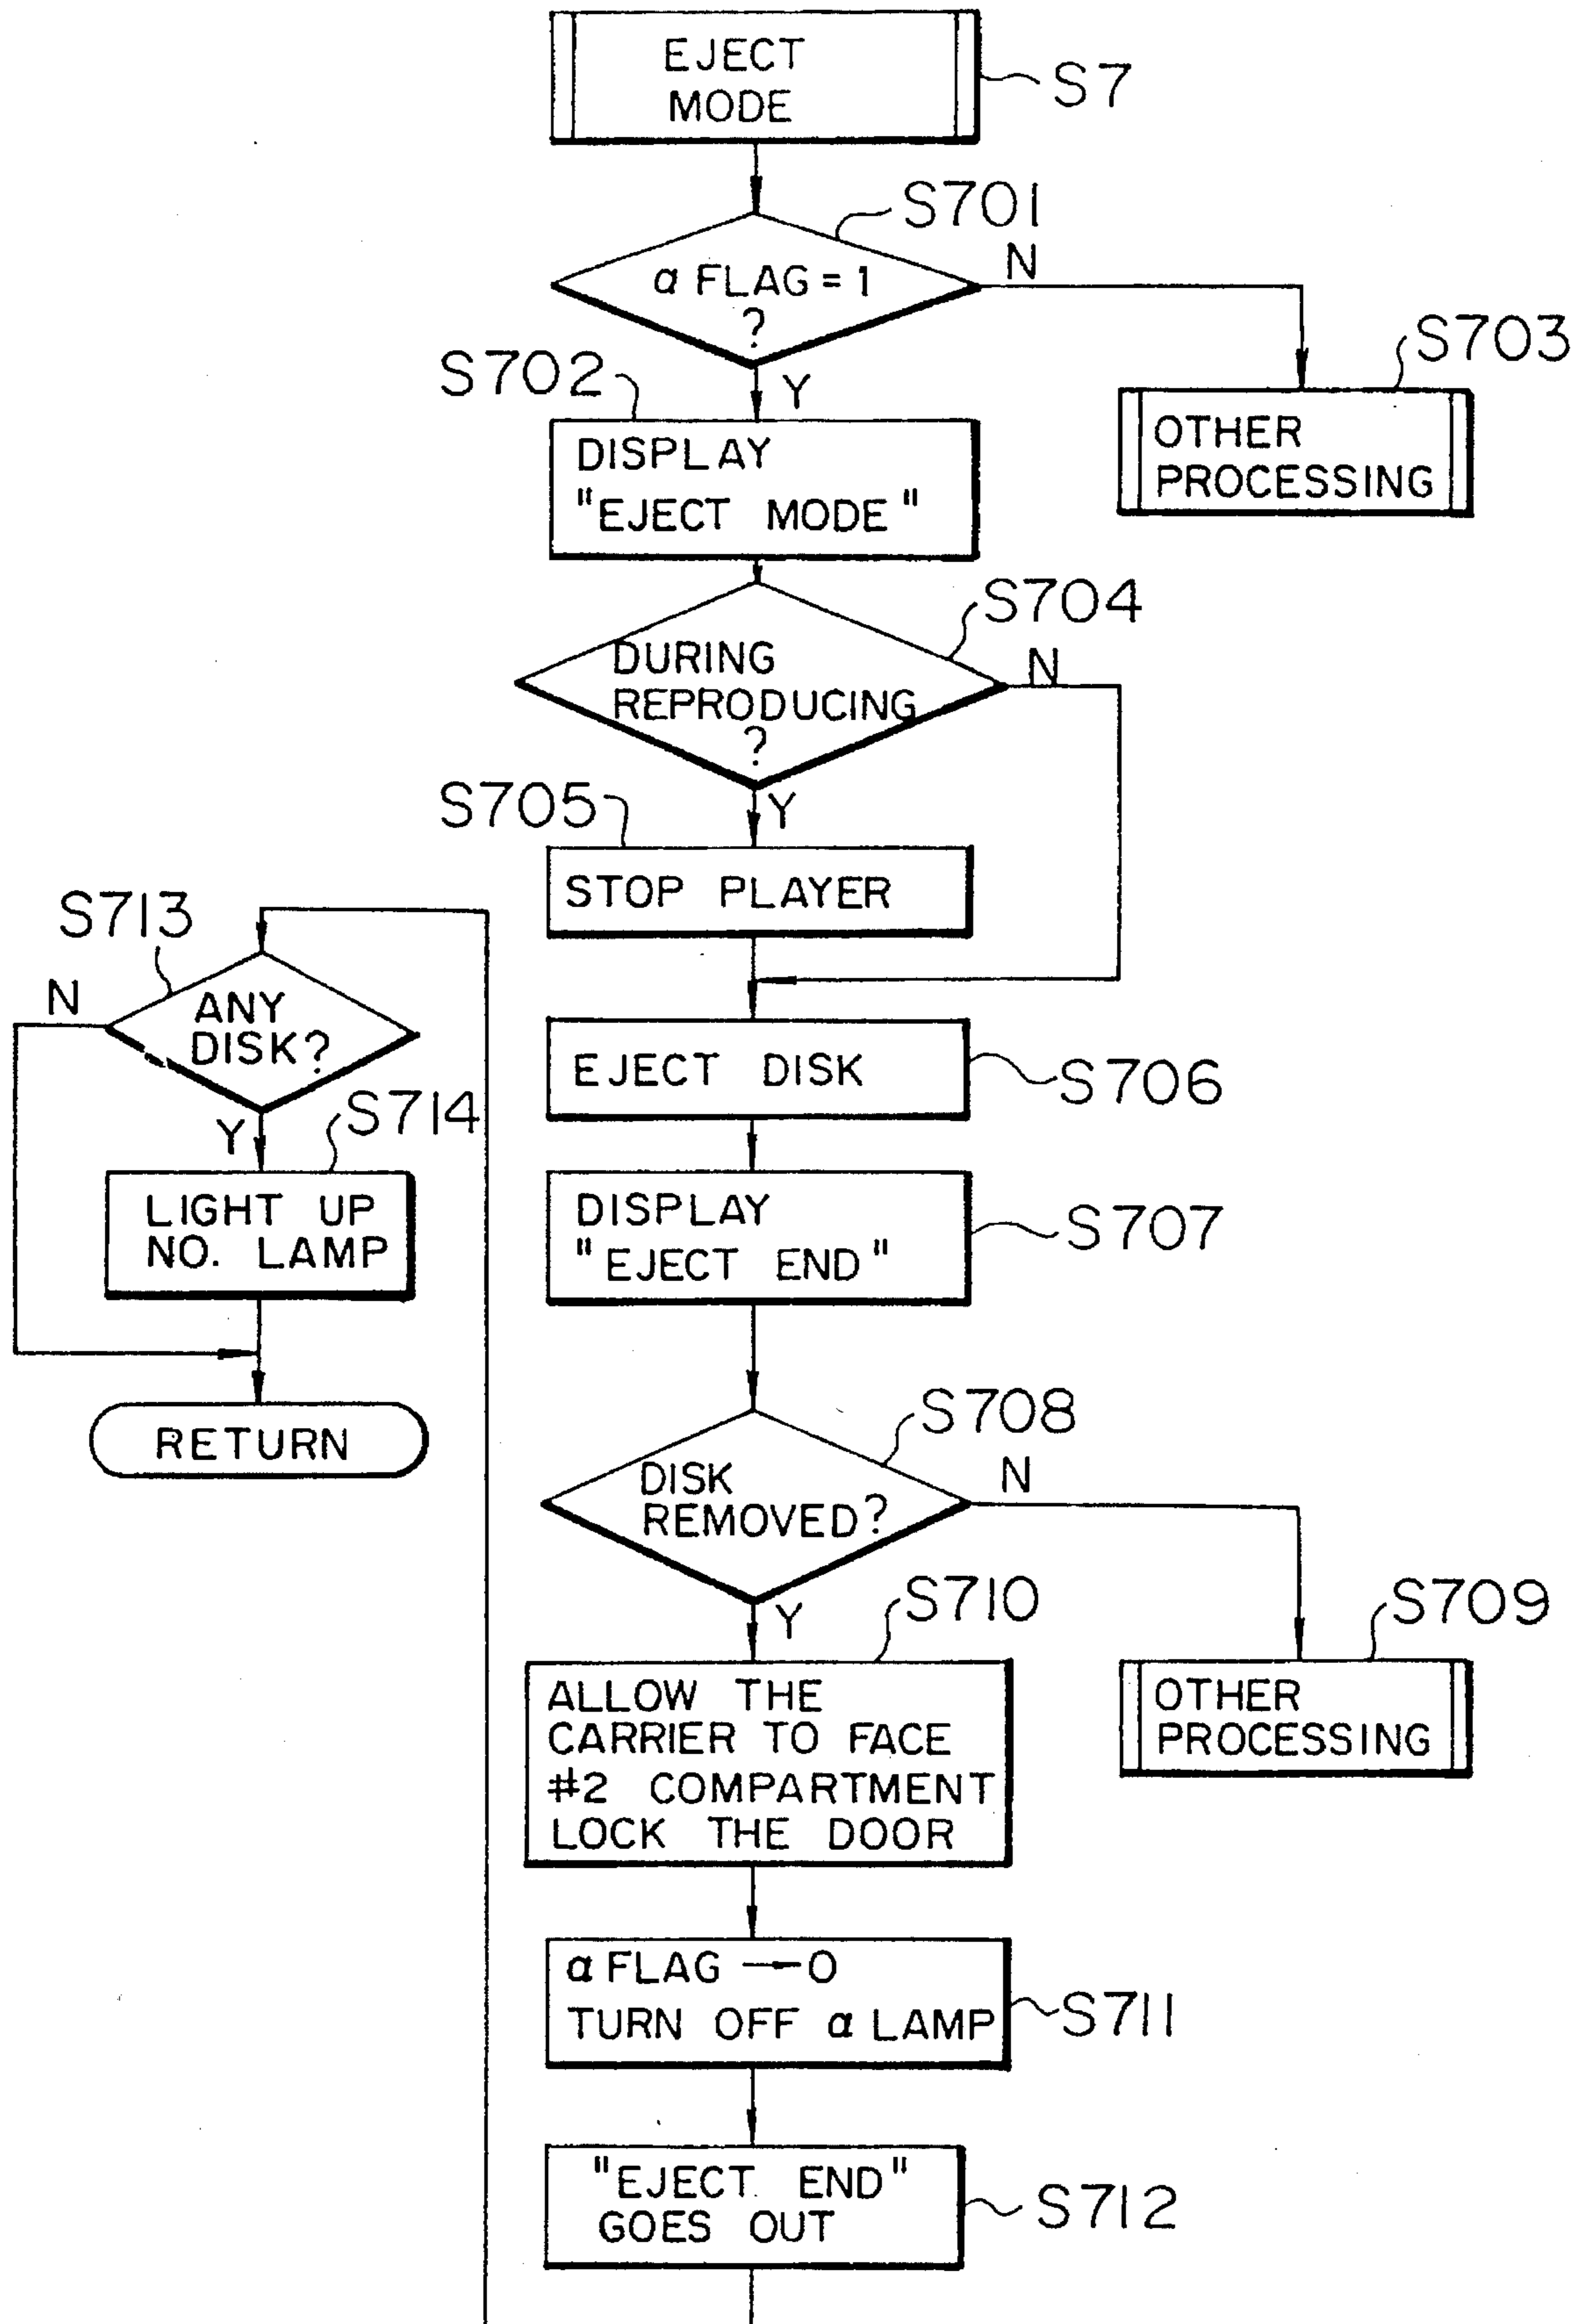 EJECT
MODE
S7
S701
α FLAG = 1
?
N
Y
S703
OTHER
PROCESSING
S702
DISPLAY
"EJECT MODE"
S704
DURING
REPRODUCING
?
N
Y
S705
STOP PLAYER
EJECT DISK
S706
DISPLAY
"EJECT END"
S707
S708
DISK
REMOVED?
N
Y
S709
OTHER
PROCESSING
S710
ALLOW THE
CARRIER TO FACE
#2 COMPARTMENT
LOCK THE DOOR
α FLAG → 0
TURN OFF α LAMP
S711
"EJECT END"
GOES OUT
S712
S713
ANY
DISK?
N
Y
S714
LIGHT UP
NO. LAMP
RETURN